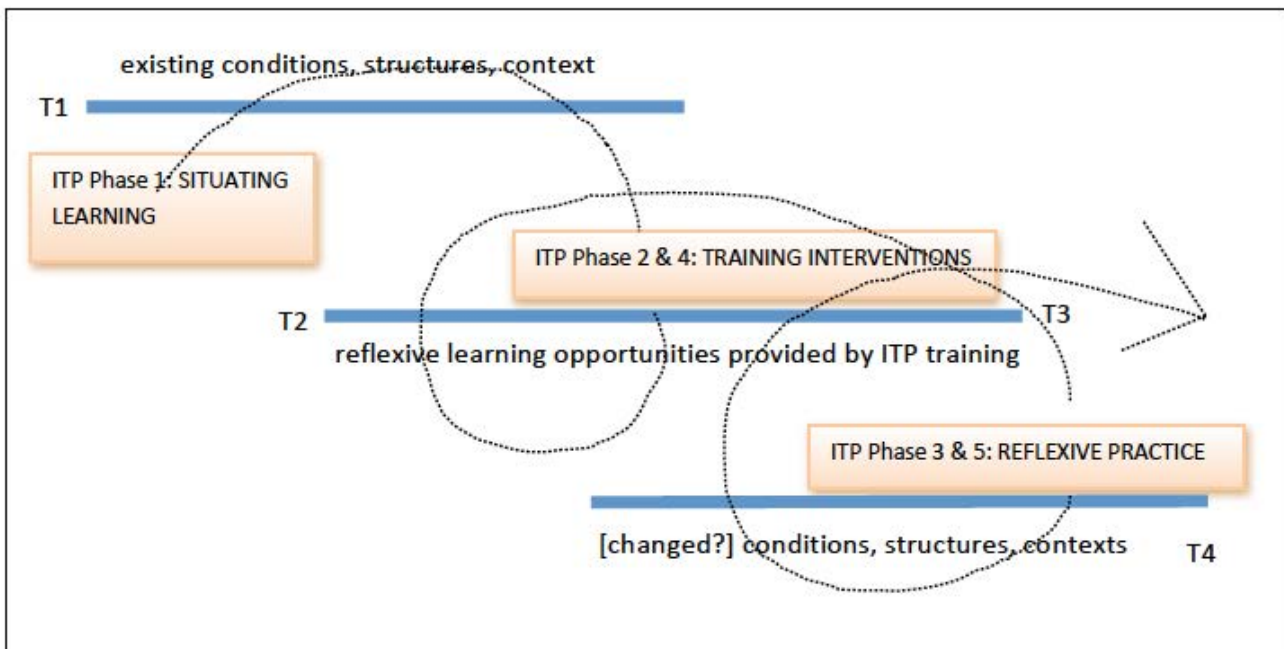 existing conditions, structures, context
T1
ITP Phase 1: SITUATING
LEARNING
ITP Phase 2 & 4: TRAINING INTERVENTIONS
T2
T3
reflexive learning opportunities provided by ITP training
ITP Phase 3 & 5: REFLEXIVE PRACTICE
[changed?] conditions, structures, contexts
T4